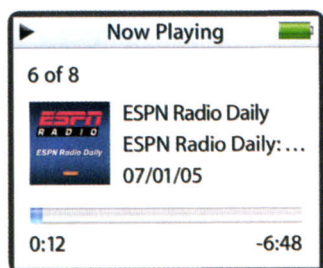 Now Playing
6 of 8
ESPN
RADIO
ESPN Radio Daily
ESPN Radio Daily
ESPN Radio Daily: ...
07/01/05
0:12
-6:48